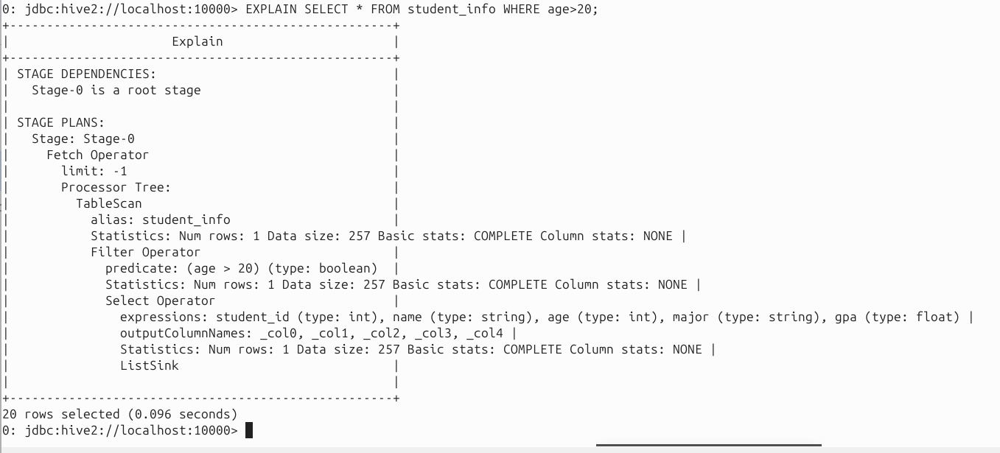 0: jdbc:hive2://localhost:10000> EXPLAIN SELECT * FROM student_info WHERE age>20;
+----------------------------------------------------+
|                      Explain                       |
+----------------------------------------------------+
| STAGE DEPENDENCIES:                                |
|   Stage-0 is a root stage                          |
|                                                    |
| STAGE PLANS:                                       |
|   Stage: Stage-0                                   |
|     Fetch Operator                                 |
|       limit: -1                                    |
|       Processor Tree:                              |
|         TableScan                                  |
|           alias: student_info                      |
|           Statistics: Num rows: 1 Data size: 257 Basic stats: COMPLETE Column stats: NONE |
|           Filter Operator                          |
|             predicate: (age > 20) (type: boolean)  |
|             Statistics: Num rows: 1 Data size: 257 Basic stats: COMPLETE Column stats: NONE |
|             Select Operator                        |
|               expressions: student_id (type: int), name (type: string), age (type: int), major (type: string), gpa (type: float) |
|               outputColumnNames: _col0, _col1, _col2, _col3, _col4 |
|               Statistics: Num rows: 1 Data size: 257 Basic stats: COMPLETE Column stats: NONE |
|               ListSink                             |
|                                                    |
+----------------------------------------------------+
20 rows selected (0.096 seconds)
0: jdbc:hive2://localhost:10000>